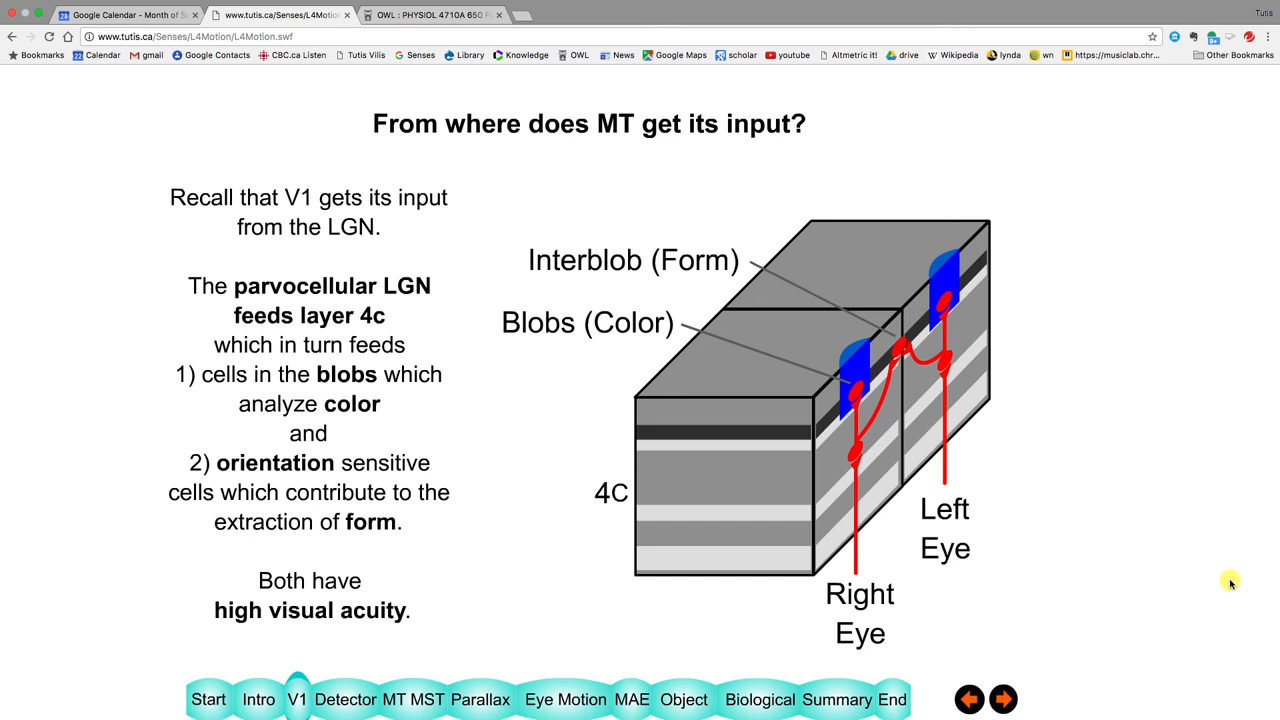 Google Calendar - Month of S
www.tutis.ca/Senses/L4Motio
OWL : PHYSIOL 4710A 650 F
Tutis
www.tutis.ca/Senses/L4Motion/L4Motion.swf
Bookmarks Calendar gmail Google Contacts CBC.ca Listen Tutis Vilis Senses Library Knowledge OWL News Google Maps scholar youtube Altmetric it! drive Wikipedia lynda wn https://musiclab.chr... Other Bookmarks
From where does MT get its input?
Recall that V1 gets its input
from the LGN.
The parvocellular LGN
feeds layer 4c
which in turn feeds
1) cells in the blobs which
analyze color
and
2) orientation sensitive
cells which contribute to the
extraction of form.
Both have
high visual acuity.
Interblob (Form)
Blobs (Color)
4C
Left
Eye
Right
Eye
Start Intro V1 Detector MT MST Parallax Eye Motion MAE Object Biological Summary End